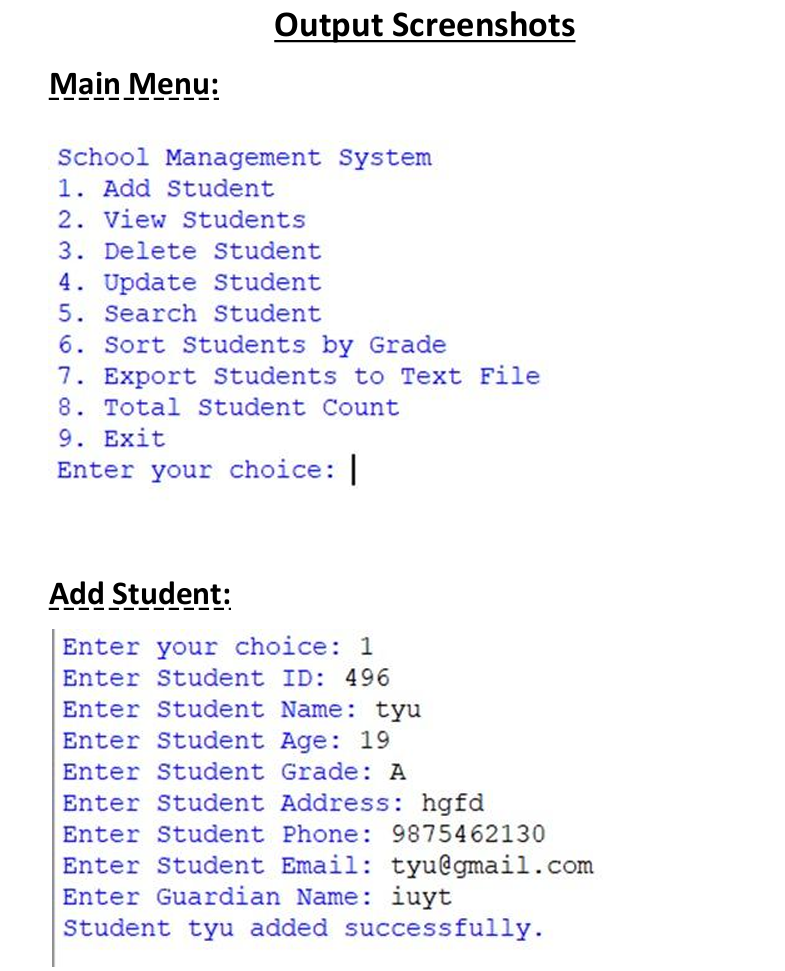 Output Screenshots
Main Menu:
School Management System
1. Add Student
2. View Students
3. Delete Student
4. Update Student
5. Search Student
6. Sort Students by Grade
7. Export Students to Text File
8. Total Student Count
9. Exit
Enter your choice:
Add Student:
Enter your choice: 1
Enter Student ID: 496
Enter Student Name: tyu
Enter Student Age: 19
Enter Student Grade: A
Enter Student Address: hgfd
Enter Student Phone: 9875462130
Enter Student Email: tyu@gmail.com
Enter Guardian Name: iuyt
Student tyu added successfully.